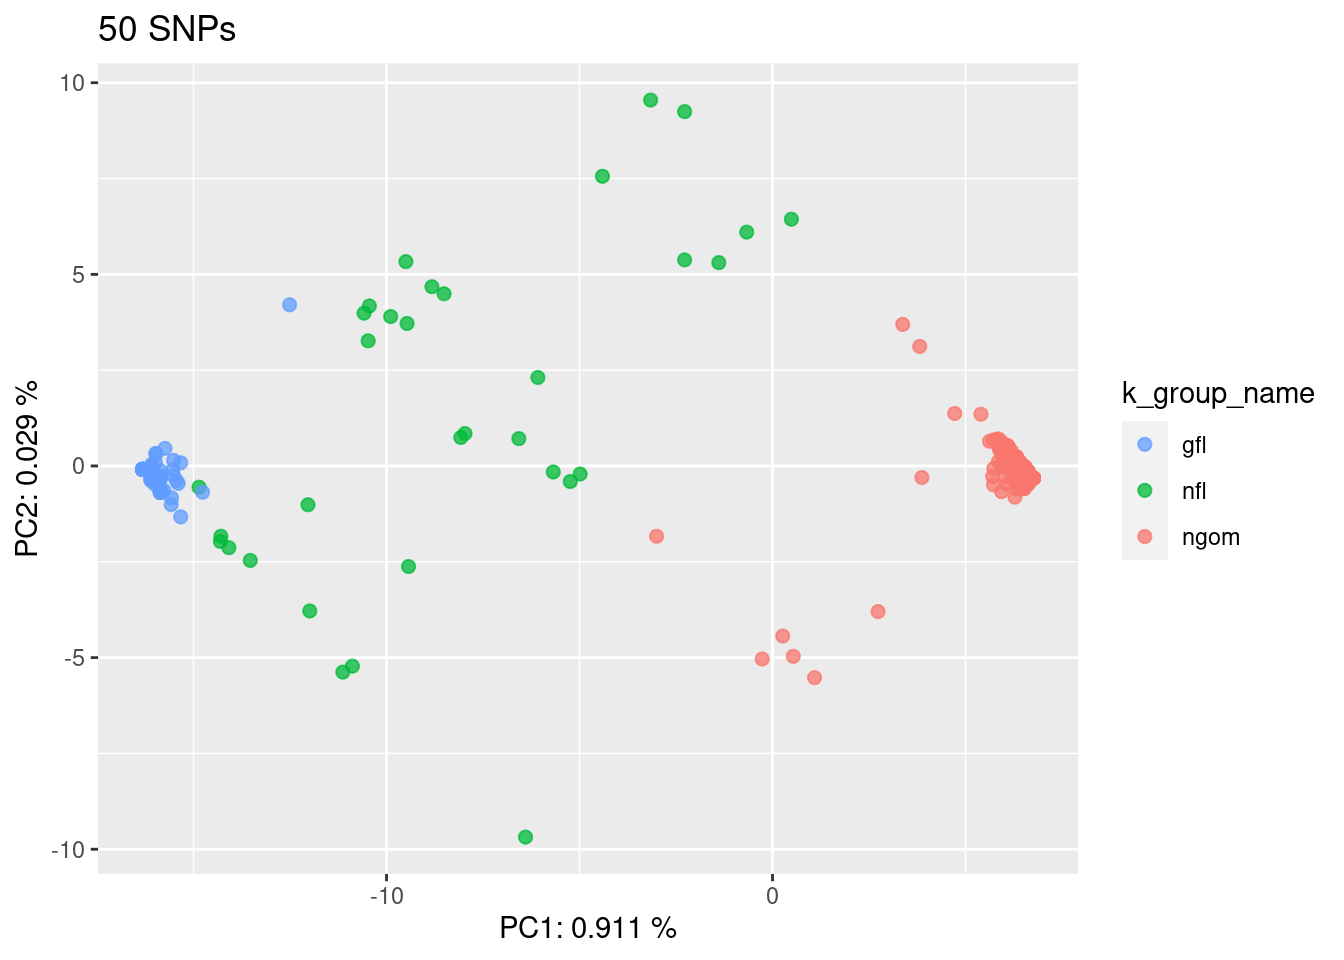 50 SNPs
10
5
0
-5
-10
PC2: 0.029 %
-10
0
PC1: 0.911 %
k_group_name
gfl
nfl
ngom